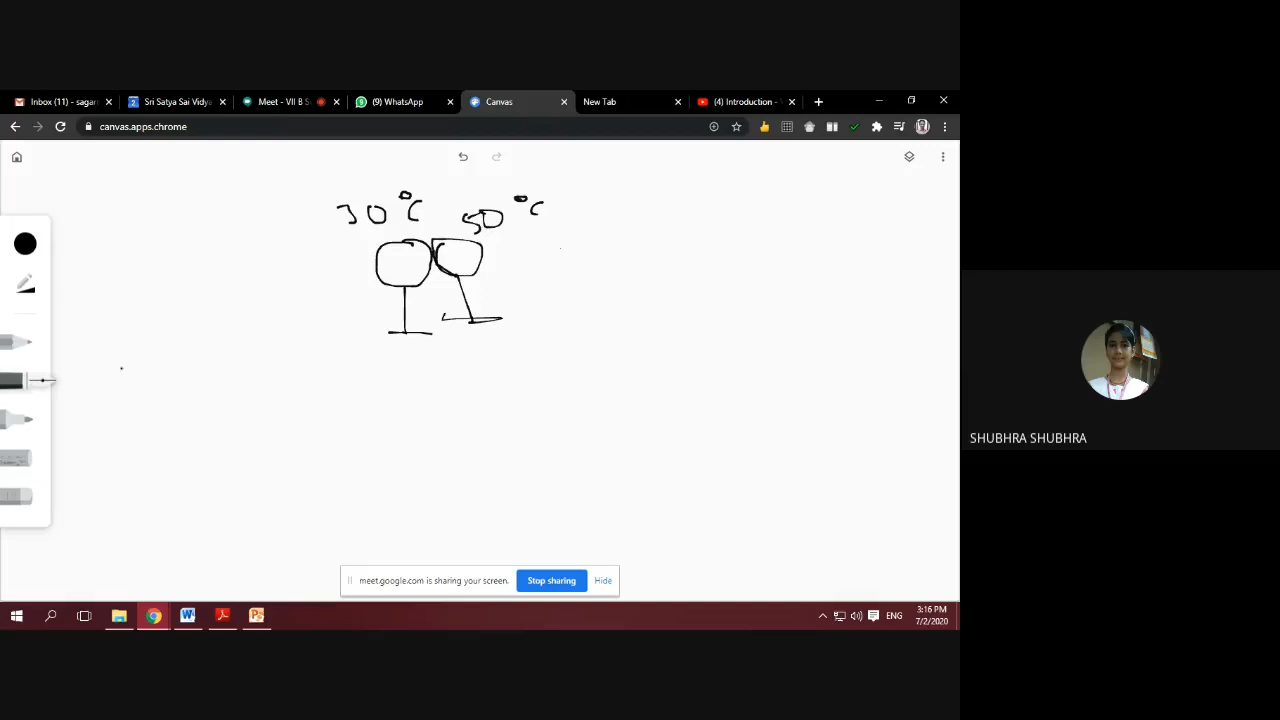 Inbox (11) - sagar
Sri Satya Sai Vidya
Meet - VII B S
(9) WhatsApp
Canvas
New Tab
(4) Introduction -
canvas.apps.chrome
30°C 50°C
SHUBHRA SHUBHRA
meet.google.com is sharing your screen.
Stop sharing
Hide
ENG
3:16 PM
7/2/2020